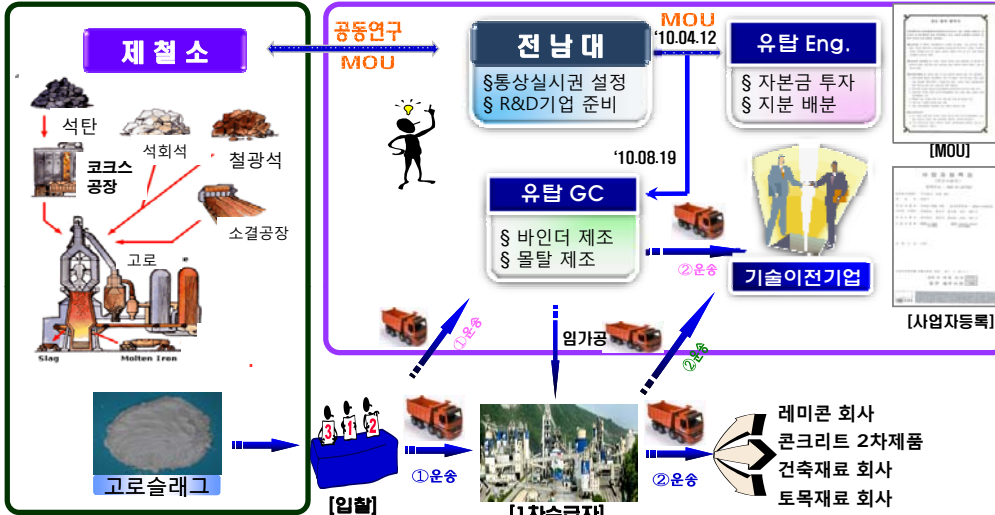 제철소
공동연구
MOU
전남대
§통상실시권 설정
§ R&D기업 준비
MOU
'10.04.12
유탑 Eng.
§ 자본금 투자
§ 지분 배분
[MOU]
석탄
석회석
철광석
코크스
공장
소결공장
고로
Slag
Molten Iron
'10.08.19
유탑 GC
§ 바인더 제조
§ 몰탈 제조
②운송
기술이전기업
[사업자등록]
①운송
임가공
②운송
고로슬래그
3
1
2
[입찰]
①운송
[1차수급자]
②운송
레미콘 회사
콘크리트 2차제품
건축재료 회사
토목재료 회사